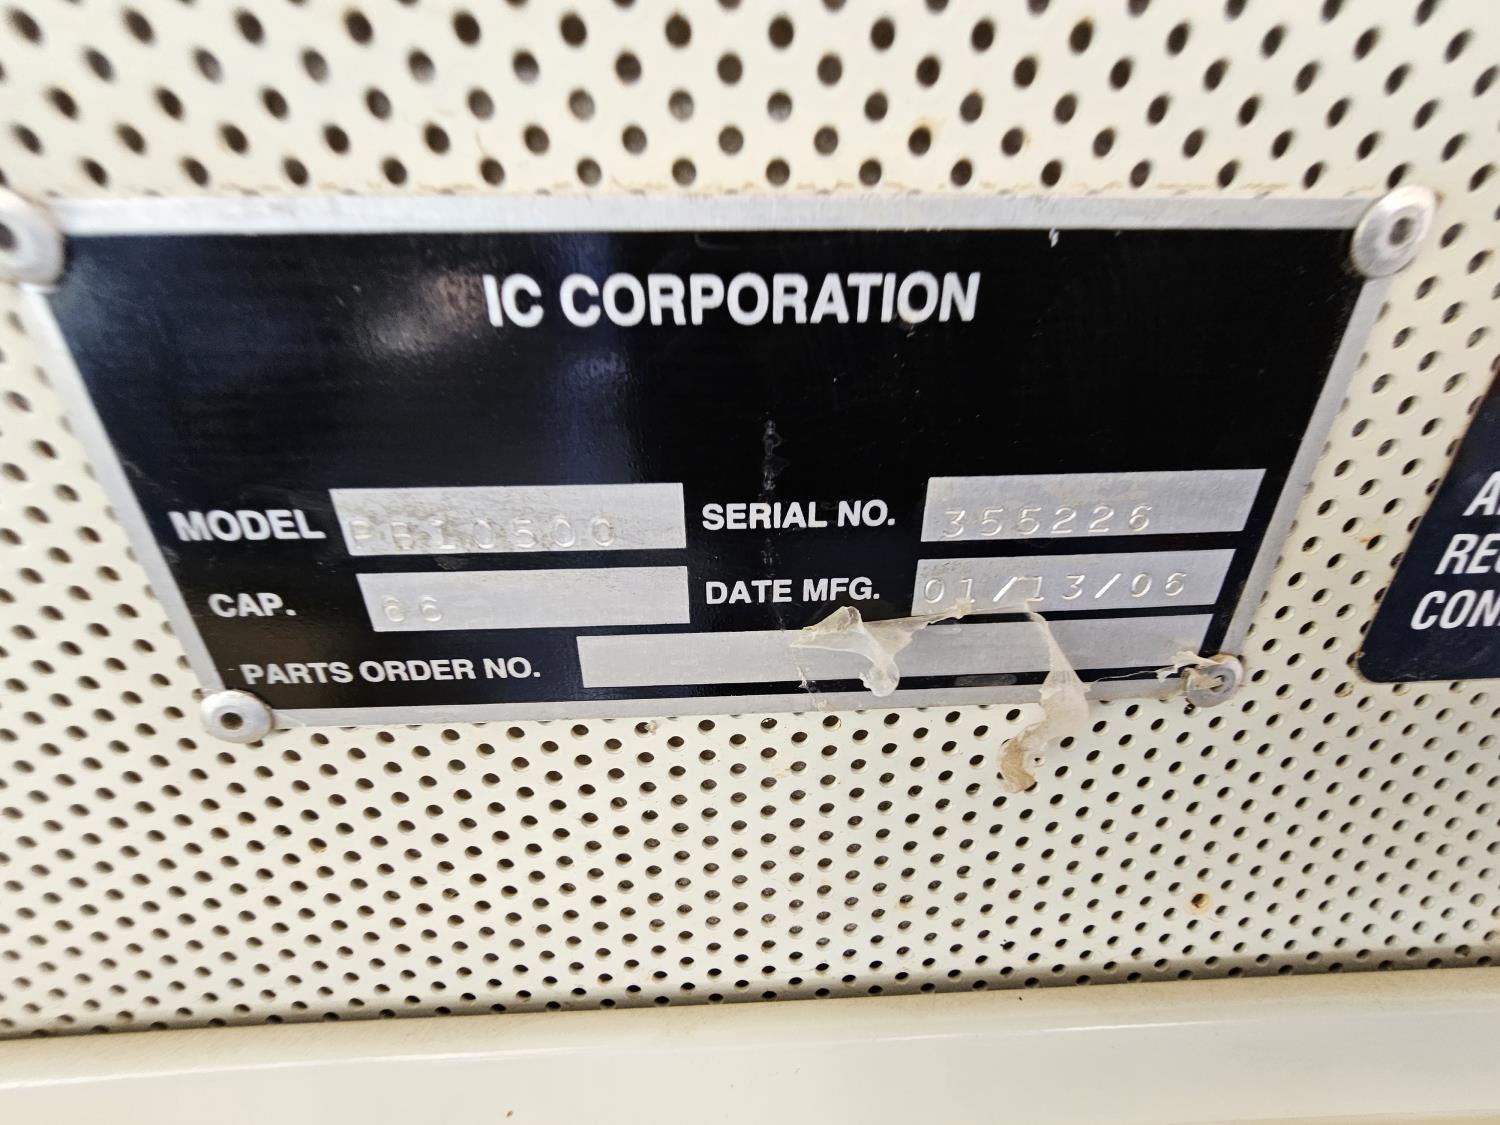 IC CORPORATION
MODEL PB10500 SERIAL NO. 355226
CAP. 66 DATE MFG. 01/13/06
PARTS ORDER NO.